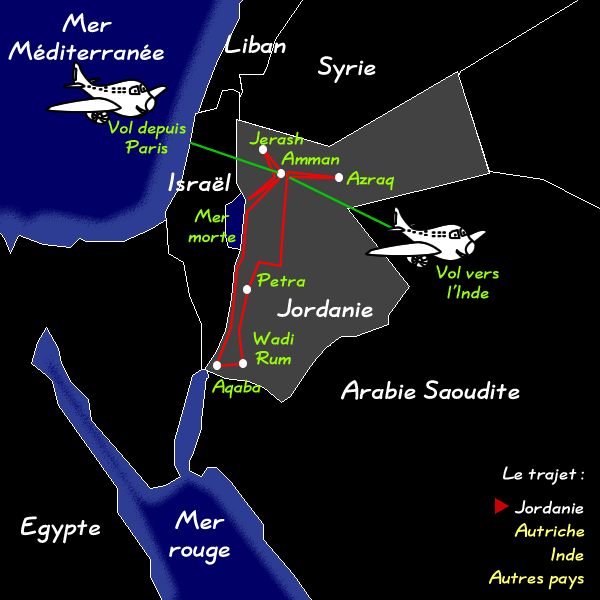 Mer
Méditerranée
Liban
Syrie
Vol depuis
Paris
Jerash
Amman
Azraq
Israël
Mer
morte
Vol vers
l'Inde
Petra
Jordanie
Wadi
Rum
Aqaba
Arabie Saoudite
Egypte
Mer
rouge
Le trajet :
Jordanie
Autriche
Inde
Autres pays